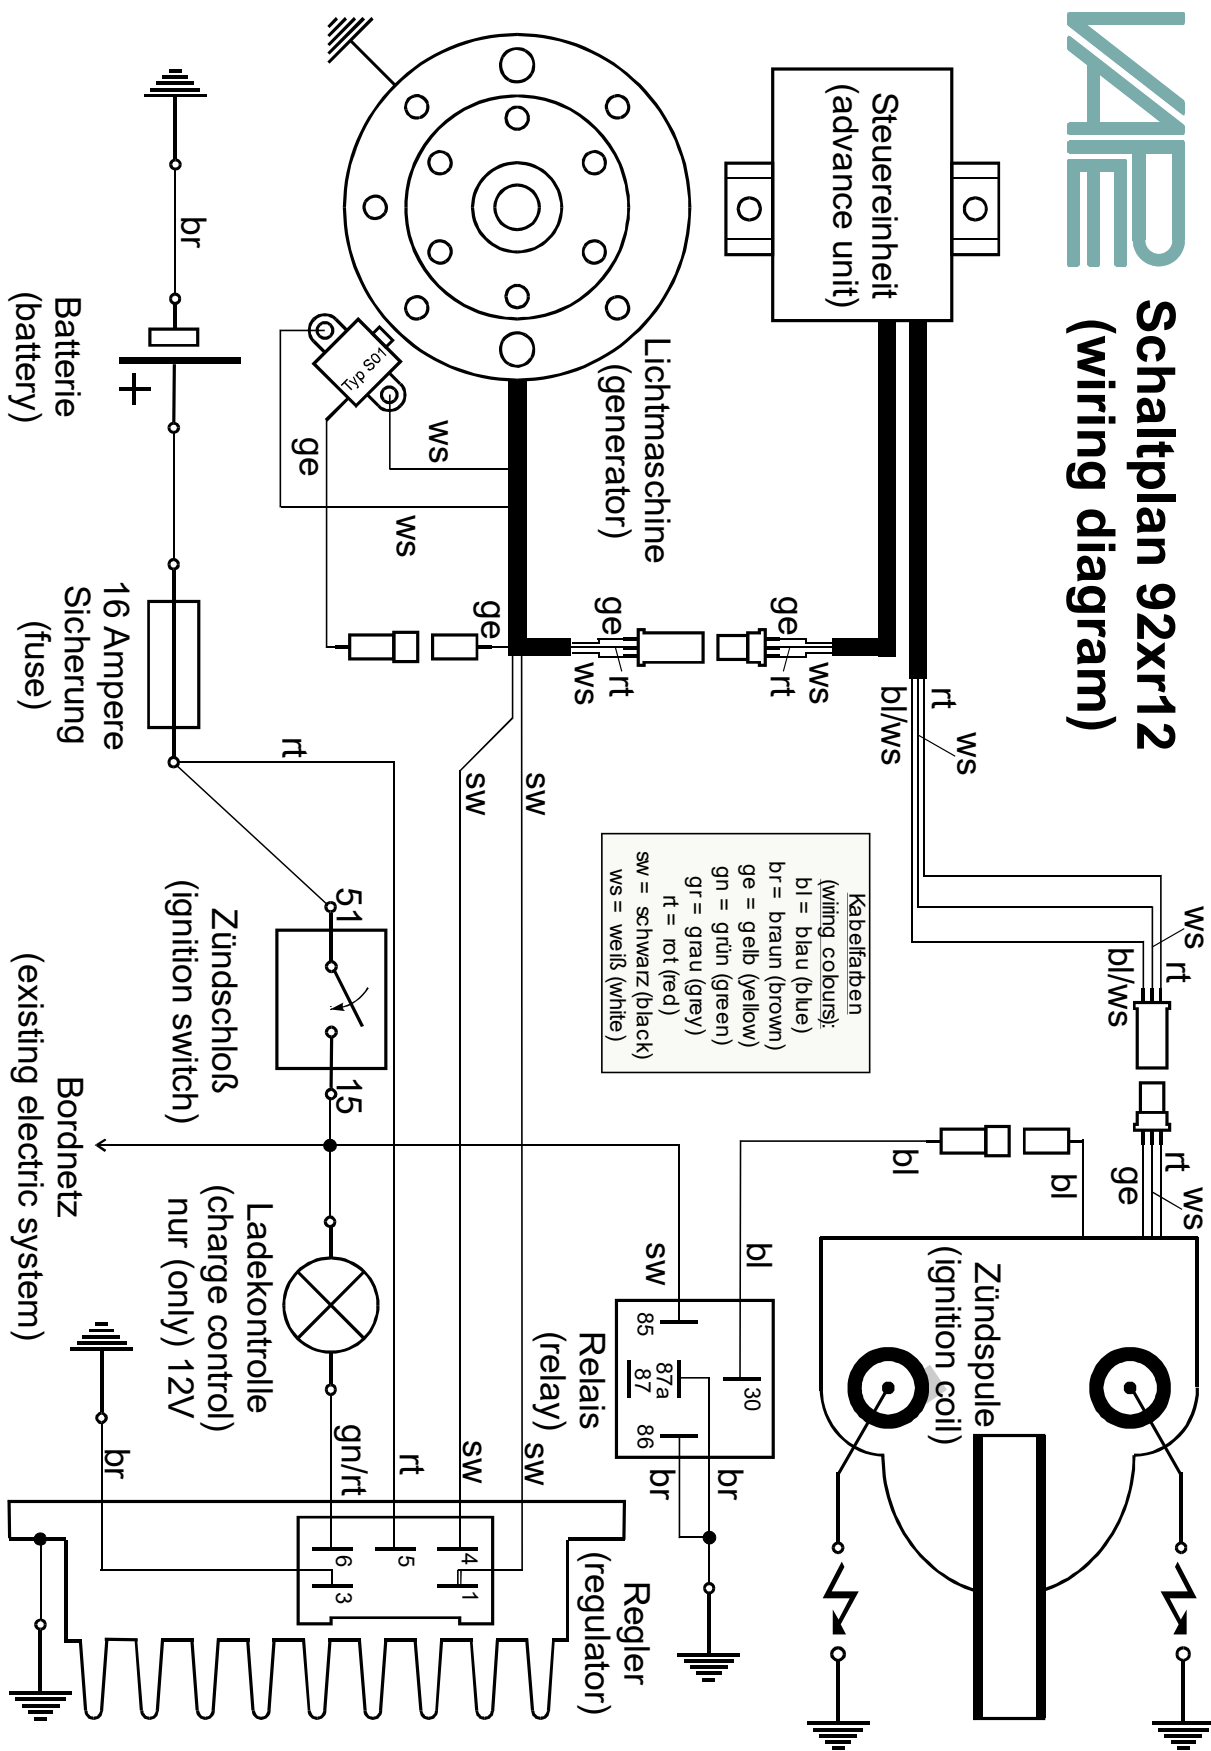 VAPE
Schaltplan 92xr12
(wiring diagram)
Steuereinheit
(advance unit)
rt
ws
bl/ws
ws
rt
bl/ws
rt
ws
ge
Zündspule
(ignition coil)
bl
bl
bl
ge
rt
ws
ge
rt
ws
Lichtmaschine
(generator)
Typ S01
ws
ws
ge
ge
sw
sw
Kabelfarben
(wiring colours):
bl = blau (blue)
br = braun (brown)
ge = gelb (yellow)
gn = grün (green)
gr = grau (grey)
rt = rot (red)
sw = schwarz (black)
ws = weiß (white)
sw
30
85
87a
87
86
Relais
(relay)
br
br
br
Batterie
(battery)
+
16 Ampere
Sicherung
(fuse)
rt
51
15
Zündschloß
(ignition switch)
Bordnetz
(existing electric system)
Ladekontrolle
(charge control)
nur (only) 12V
sw
sw
rt
gn/rt
br
4
1
5
6
3
Regler
(regulator)